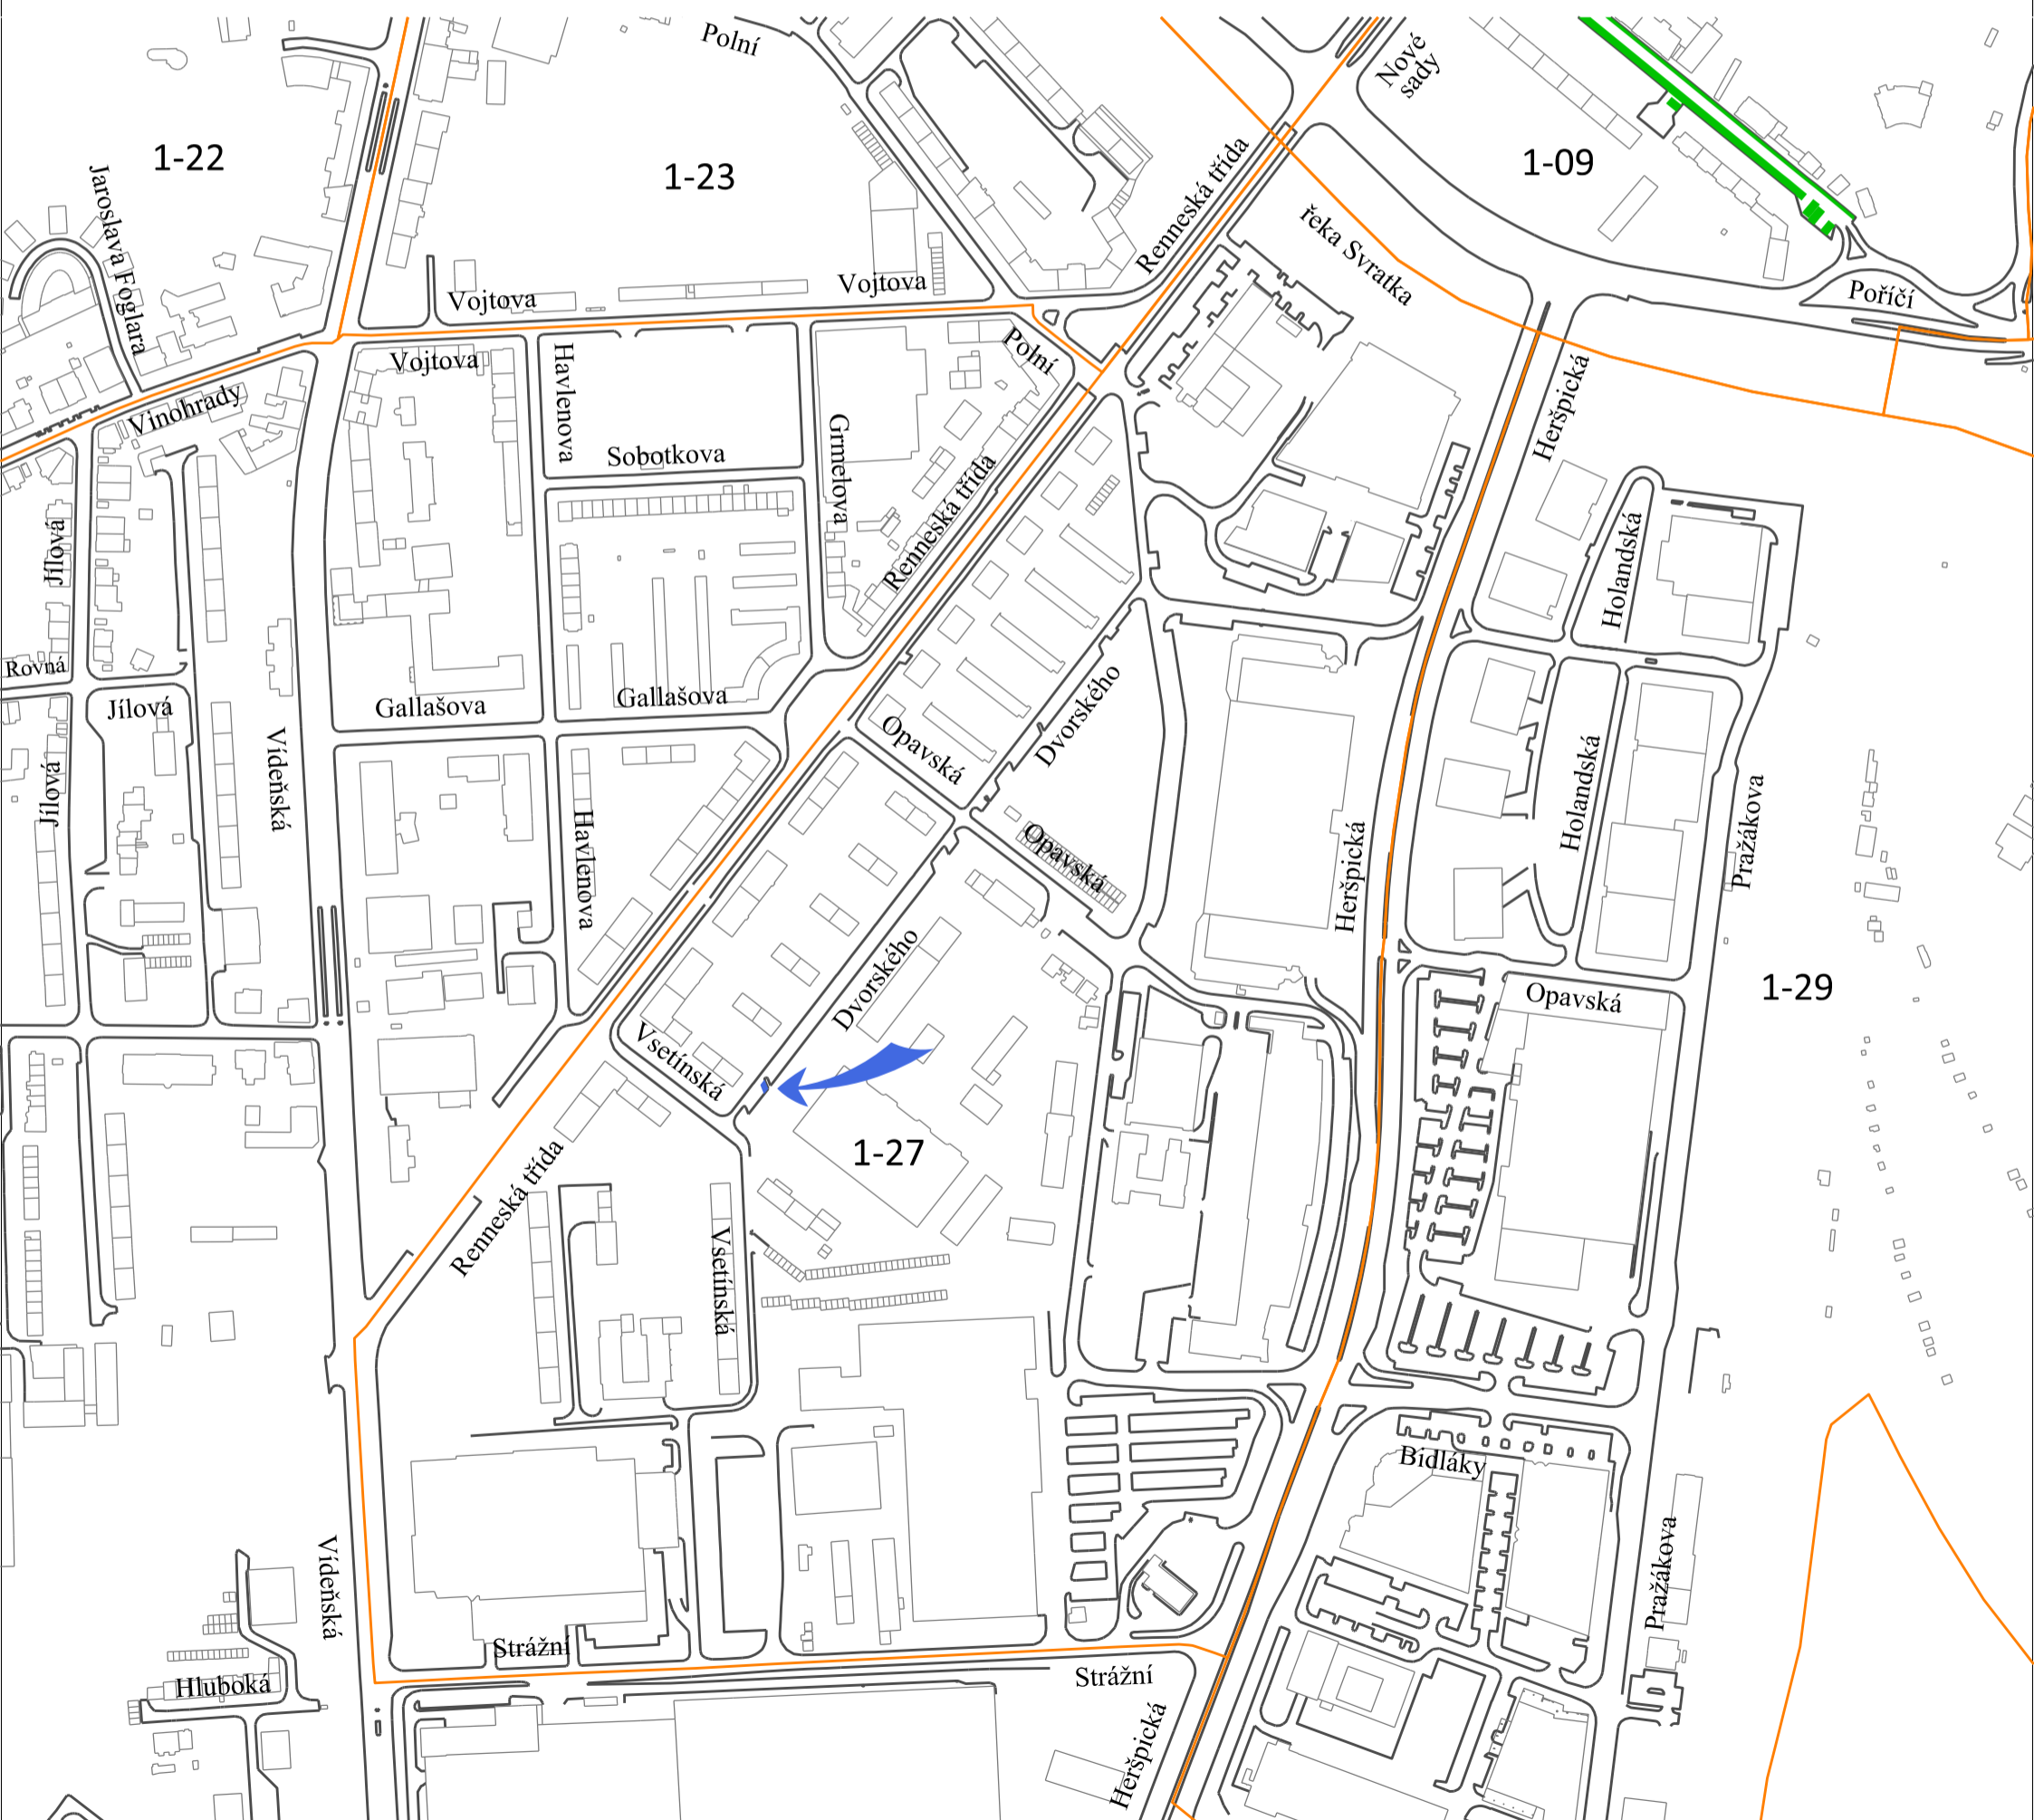 Polní
Nové
sady
1-22
1-23
1-09
Jaroslava Foglara
Renneská třída
řeka Svratka
Vojtova
Vojtova
Poříčí
Vojtova
Havlenova
Polní
Heršpická
Vinohrady
Sobotkova
Grmelova
Renneská třída
Jílová
Holandská
Rovná
Jílová
Gallašova
Gallašova
Dvorského
Opavská
Jílová
Vídeňská
Holandská
Pražákova
Havlenova
Opavská
Heršpická
Dvorského
1-29
Opavská
Vsetínská
1-27
Renneská třída
Vsetínská
Bidláky
Vídeňská
Pražákova
Strážní
Strážní
Hluboká
Heršpická